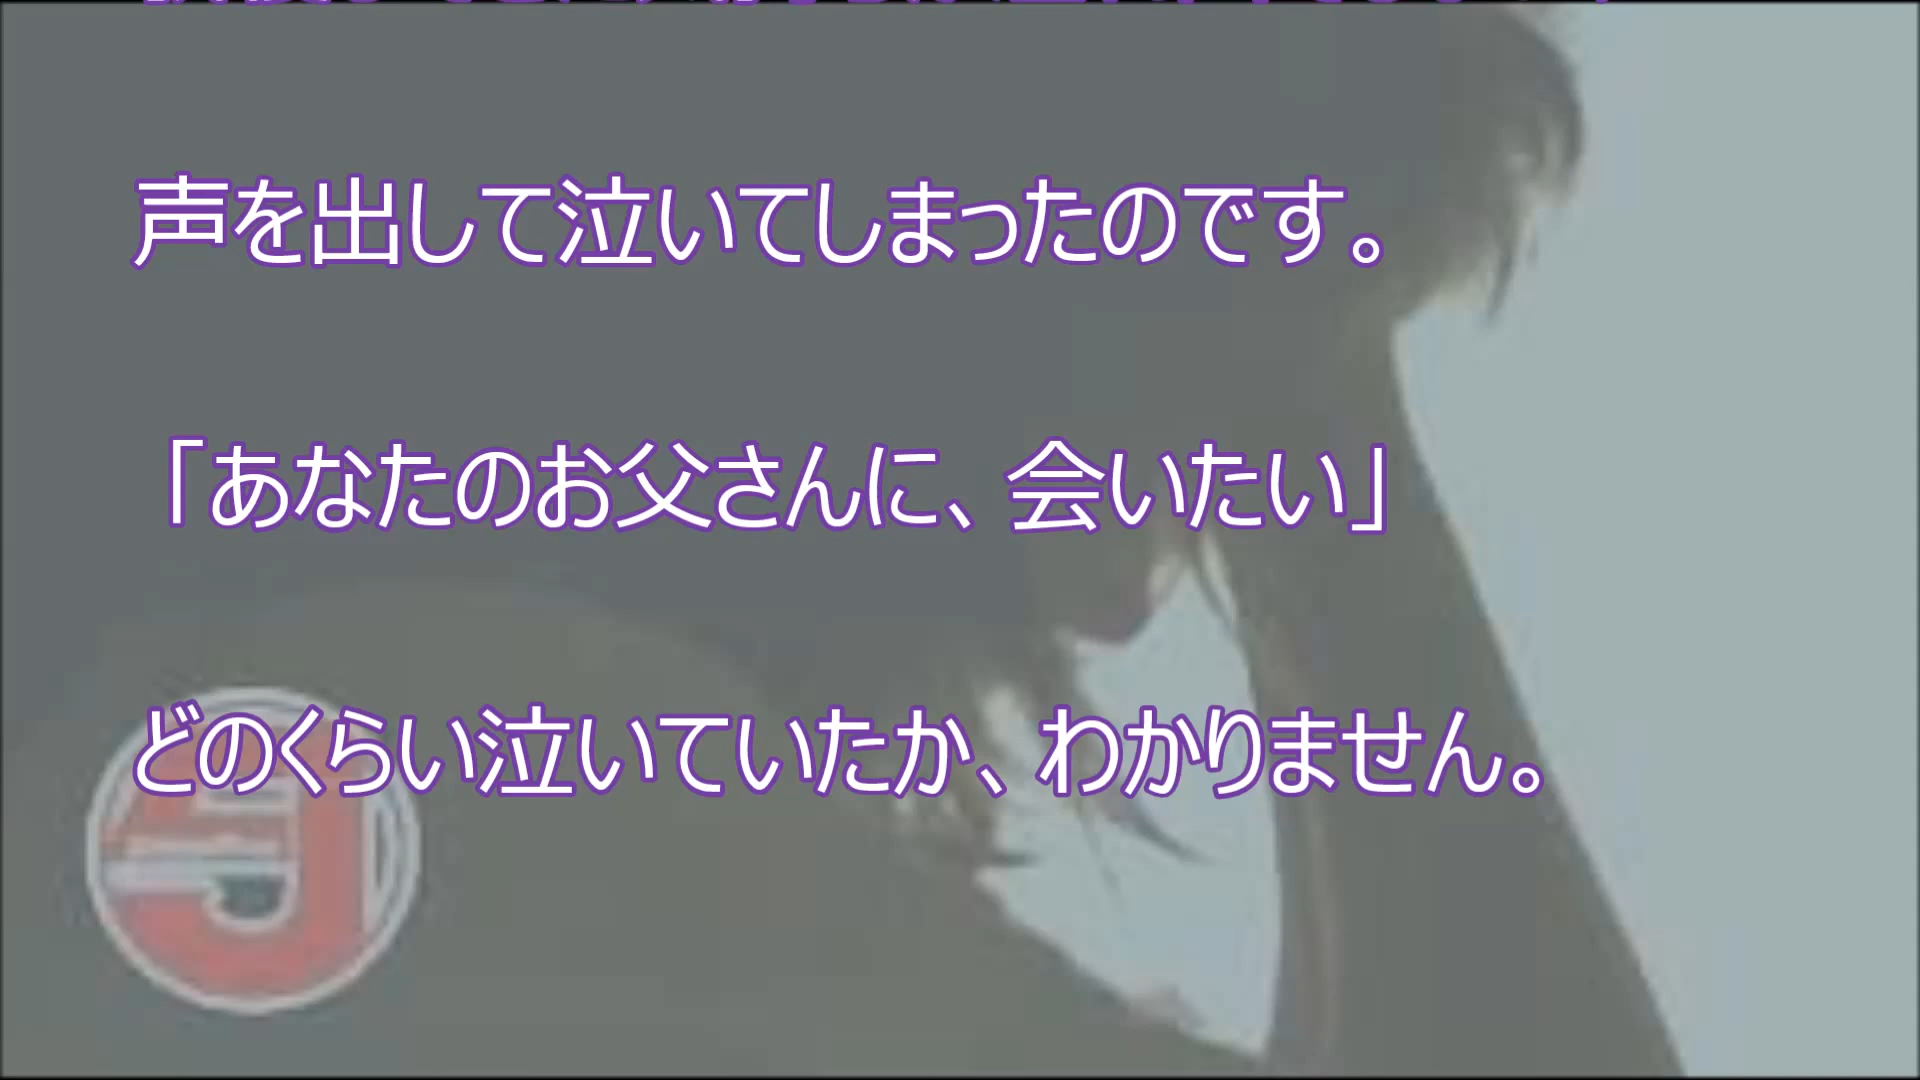 声を出して泣いてしまったのです。
「あなたのお父さんに、会いたい」
どのくらい泣いていたか、わかりません。